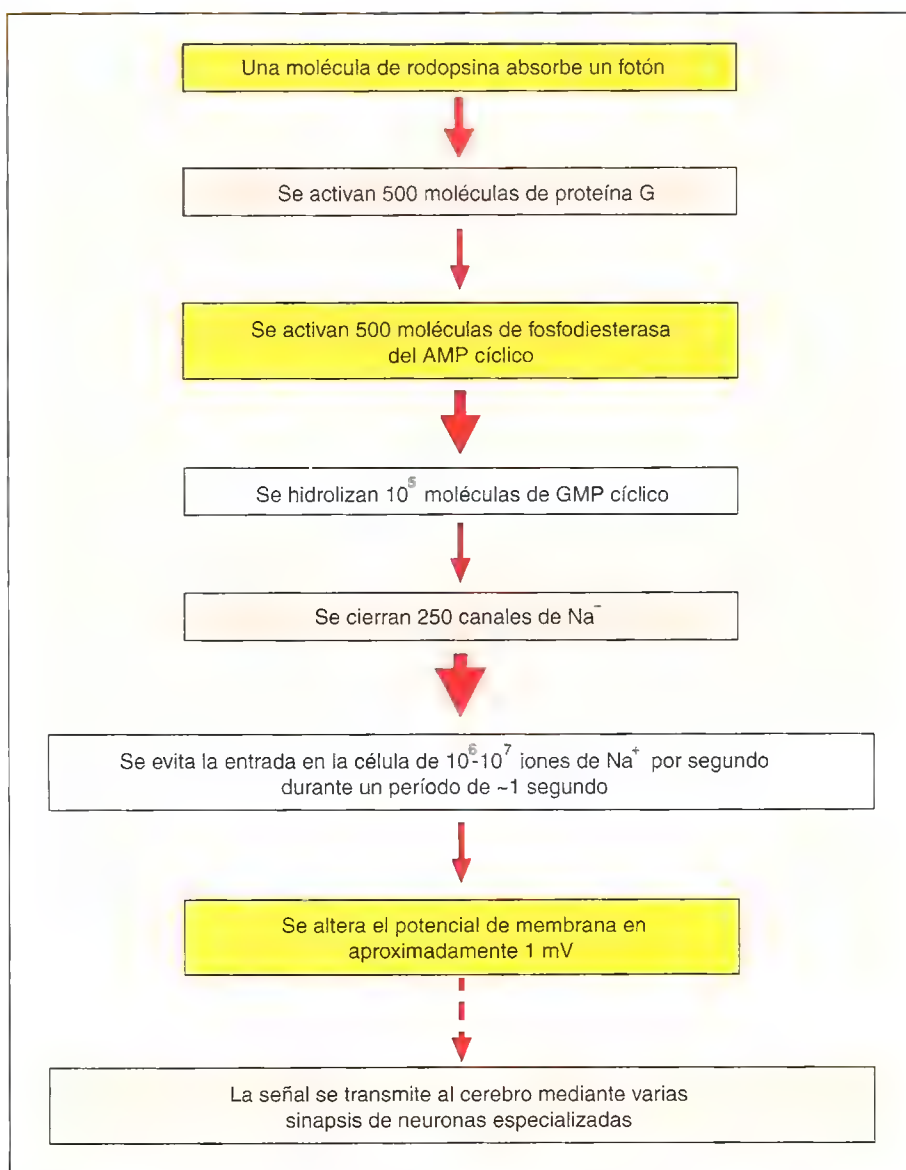 Una molécula de rodopsina absorbe un fotón
Se activan 500 moléculas de proteína G
Se activan 500 moléculas de fosfodiesterasa
del AMP cíclico
Se hidrolizan 10⁵ moléculas de GMP cíclico
Se cierran 250 canales de Na⁻
Se evita la entrada en la célula de 10⁶-10⁷ iones de Na⁺ por segundo
durante un período de ~1 segundo
Se altera el potencial de membrana en
aproximadamente 1 mV
La señal se transmite al cerebro mediante varias
sinapsis de neuronas especializadas